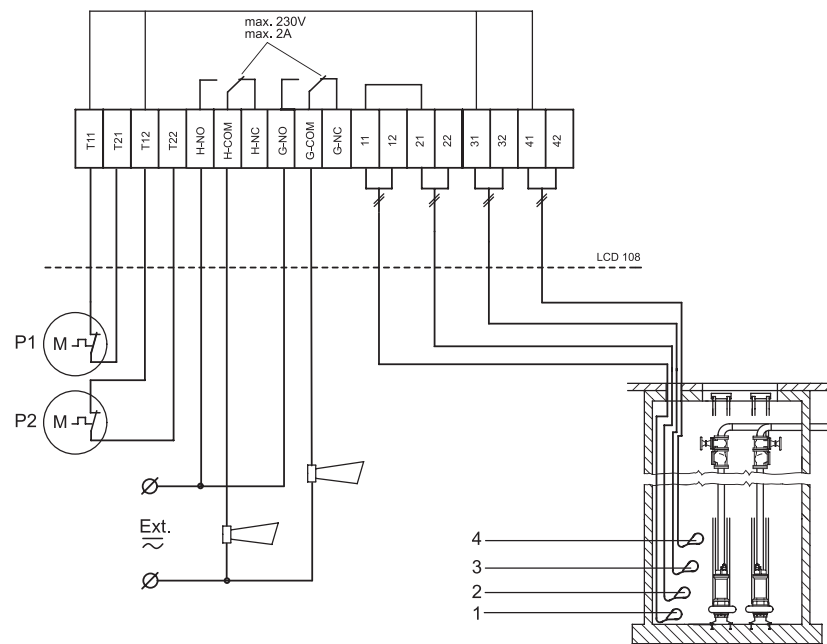 max. 230V
max. 2A
T11 T21 T12 T22 H-NO H-COM H-NC G-NO G-COM G-NC 11 12 21 22 31 32 41 42
LCD 108
P1 M
P2 M
Ext.
4
3
2
1